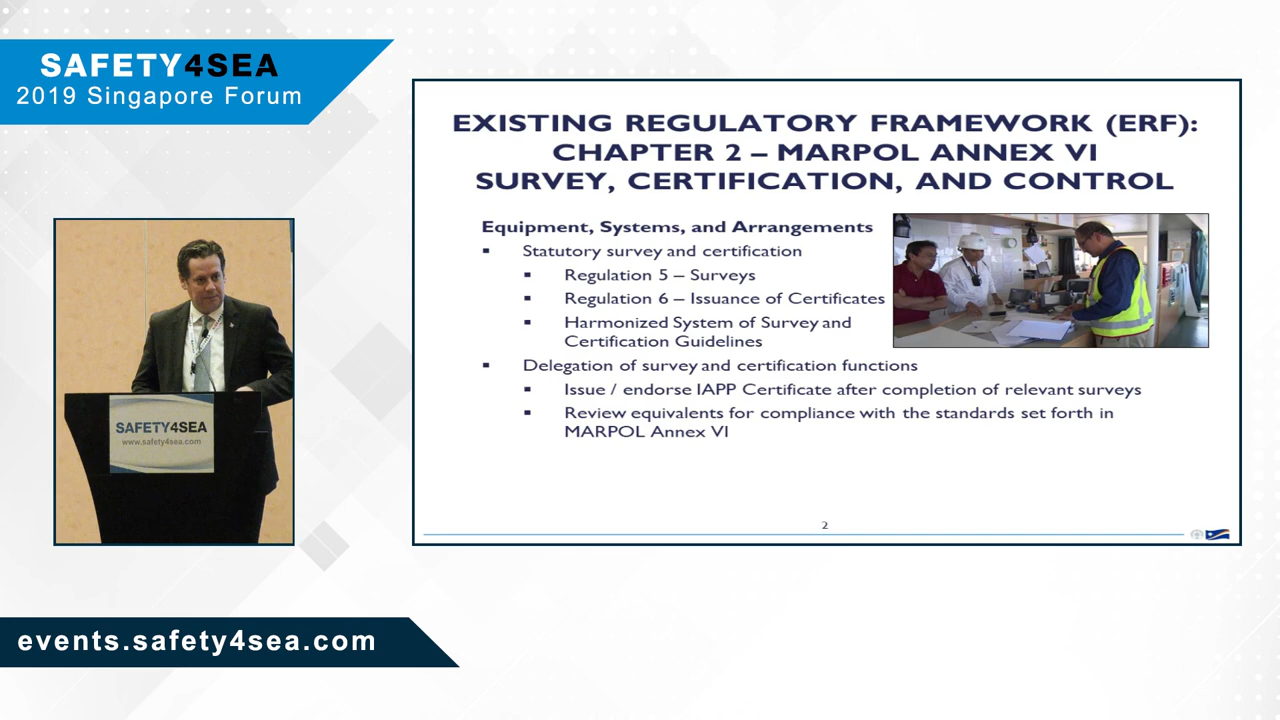 SAFETY4SEA
2019 Singapore Forum
EXISTING REGULATORY FRAMEWORK (ERF):
CHAPTER 2 – MARPOL ANNEX VI
SURVEY, CERTIFICATION, AND CONTROL
Equipment, Systems, and Arrangements
▪ Statutory survey and certification
▪ Regulation 5 – Surveys
▪ Regulation 6 – Issuance of Certificates
▪ Harmonized System of Survey and
Certification Guidelines
▪ Delegation of survey and certification functions
▪ Issue / endorse IAPP Certificate after completion of relevant surveys
▪ Review equivalents for compliance with the standards set forth in
MARPOL Annex VI
2
SAFETY4SEA
www.safety4sea.com
events.safety4sea.com